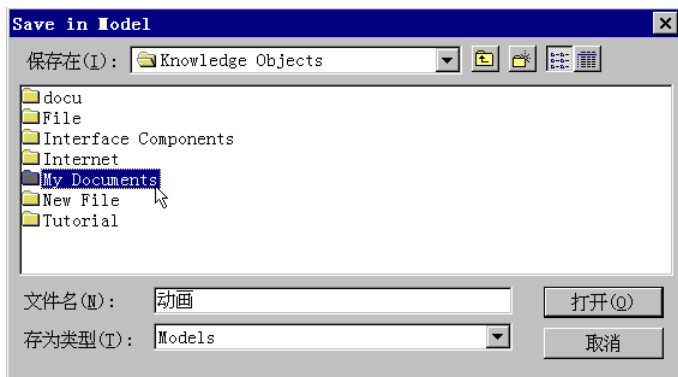 Save in Model
保存在(I): Knowledge Objects
docu
File
Interface Components
Internet
My Documents
New File
Tutorial
文件名(N): 动画 打开(O)
存为类型(T): Models 取消